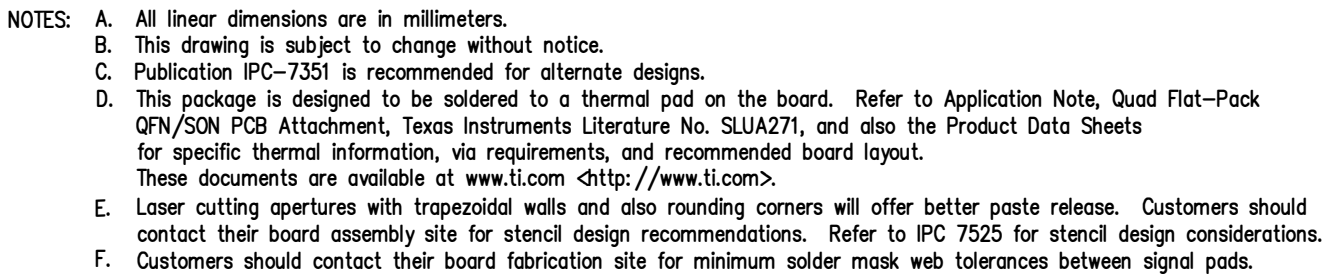 NOTES: A. All linear dimensions are in millimeters.
B. This drawing is subject to change without notice.
C. Publication IPC–7351 is recommended for alternate designs.
D. This package is designed to be soldered to a thermal pad on the board. Refer to Application Note, Quad Flat–Pack
QFN/SON PCB Attachment, Texas Instruments Literature No. SLUA271, and also the Product Data Sheets
for specific thermal information, via requirements, and recommended board layout.
These documents are available at www.ti.com <http://www.ti.com>.
E. Laser cutting apertures with trapezoidal walls and also rounding corners will offer better paste release. Customers should
contact their board assembly site for stencil design recommendations. Refer to IPC 7525 for stencil design considerations.
F. Customers should contact their board fabrication site for minimum solder mask web tolerances between signal pads.